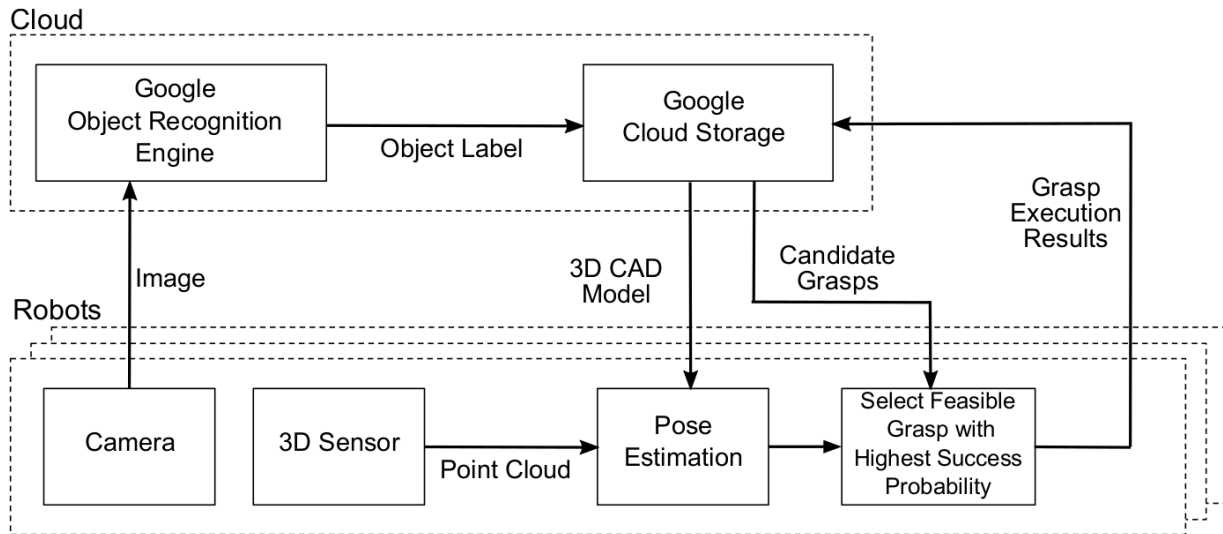 Cloud
Google
Object Recognition
Engine
Object Label
Google
Cloud Storage
Grasp
Execution
Results
Image
3D CAD
Model
Candidate
Grasps
Robots
Camera
3D Sensor
Point Cloud
Pose
Estimation
Select Feasible
Grasp with
Highest Success
Probability